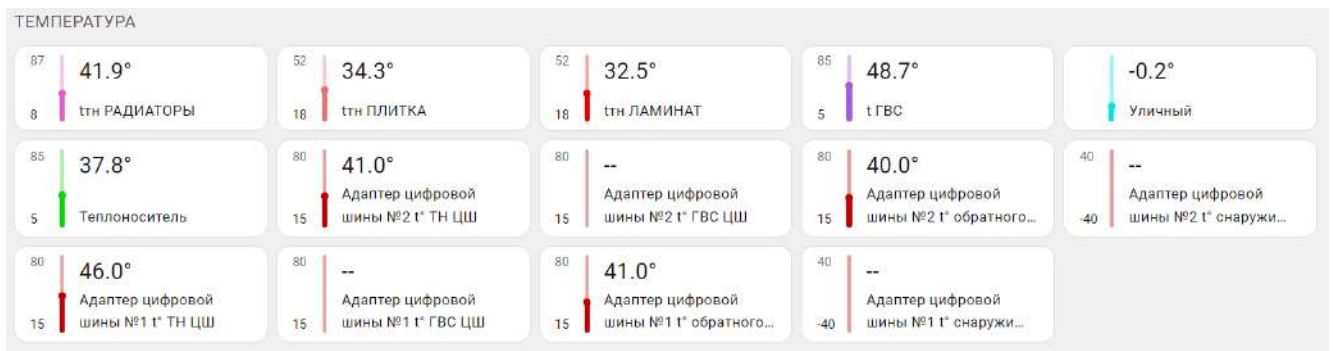 ТЕМПЕРАТУРА
87
41.9°
8
tтн РАДИАТОРЫ
52
34.3°
18
tтн ПЛИТКА
52
32.5°
18
tтн ЛАМИНАТ
85
48.7°
5
t ГВС
-0.2°
Уличный
85
37.8°
5
Теплоноситель
80
41.0°
Адаптер цифровой
15
шины №2 t° ТН ЦШ
80
--
Адаптер цифровой
15
шины №2 t° ГВС ЦШ
80
40.0°
Адаптер цифровой
15
шины №2 t° обратного...
40
--
Адаптер цифровой
-40
шины №2 t° снаружи...
80
46.0°
Адаптер цифровой
15
шины №1 t° ТН ЦШ
80
--
Адаптер цифровой
15
шины №1 t° ГВС ЦШ
80
41.0°
Адаптер цифровой
15
шины №1 t° обратного...
40
--
Адаптер цифровой
-40
шины №1 t° снаружи...